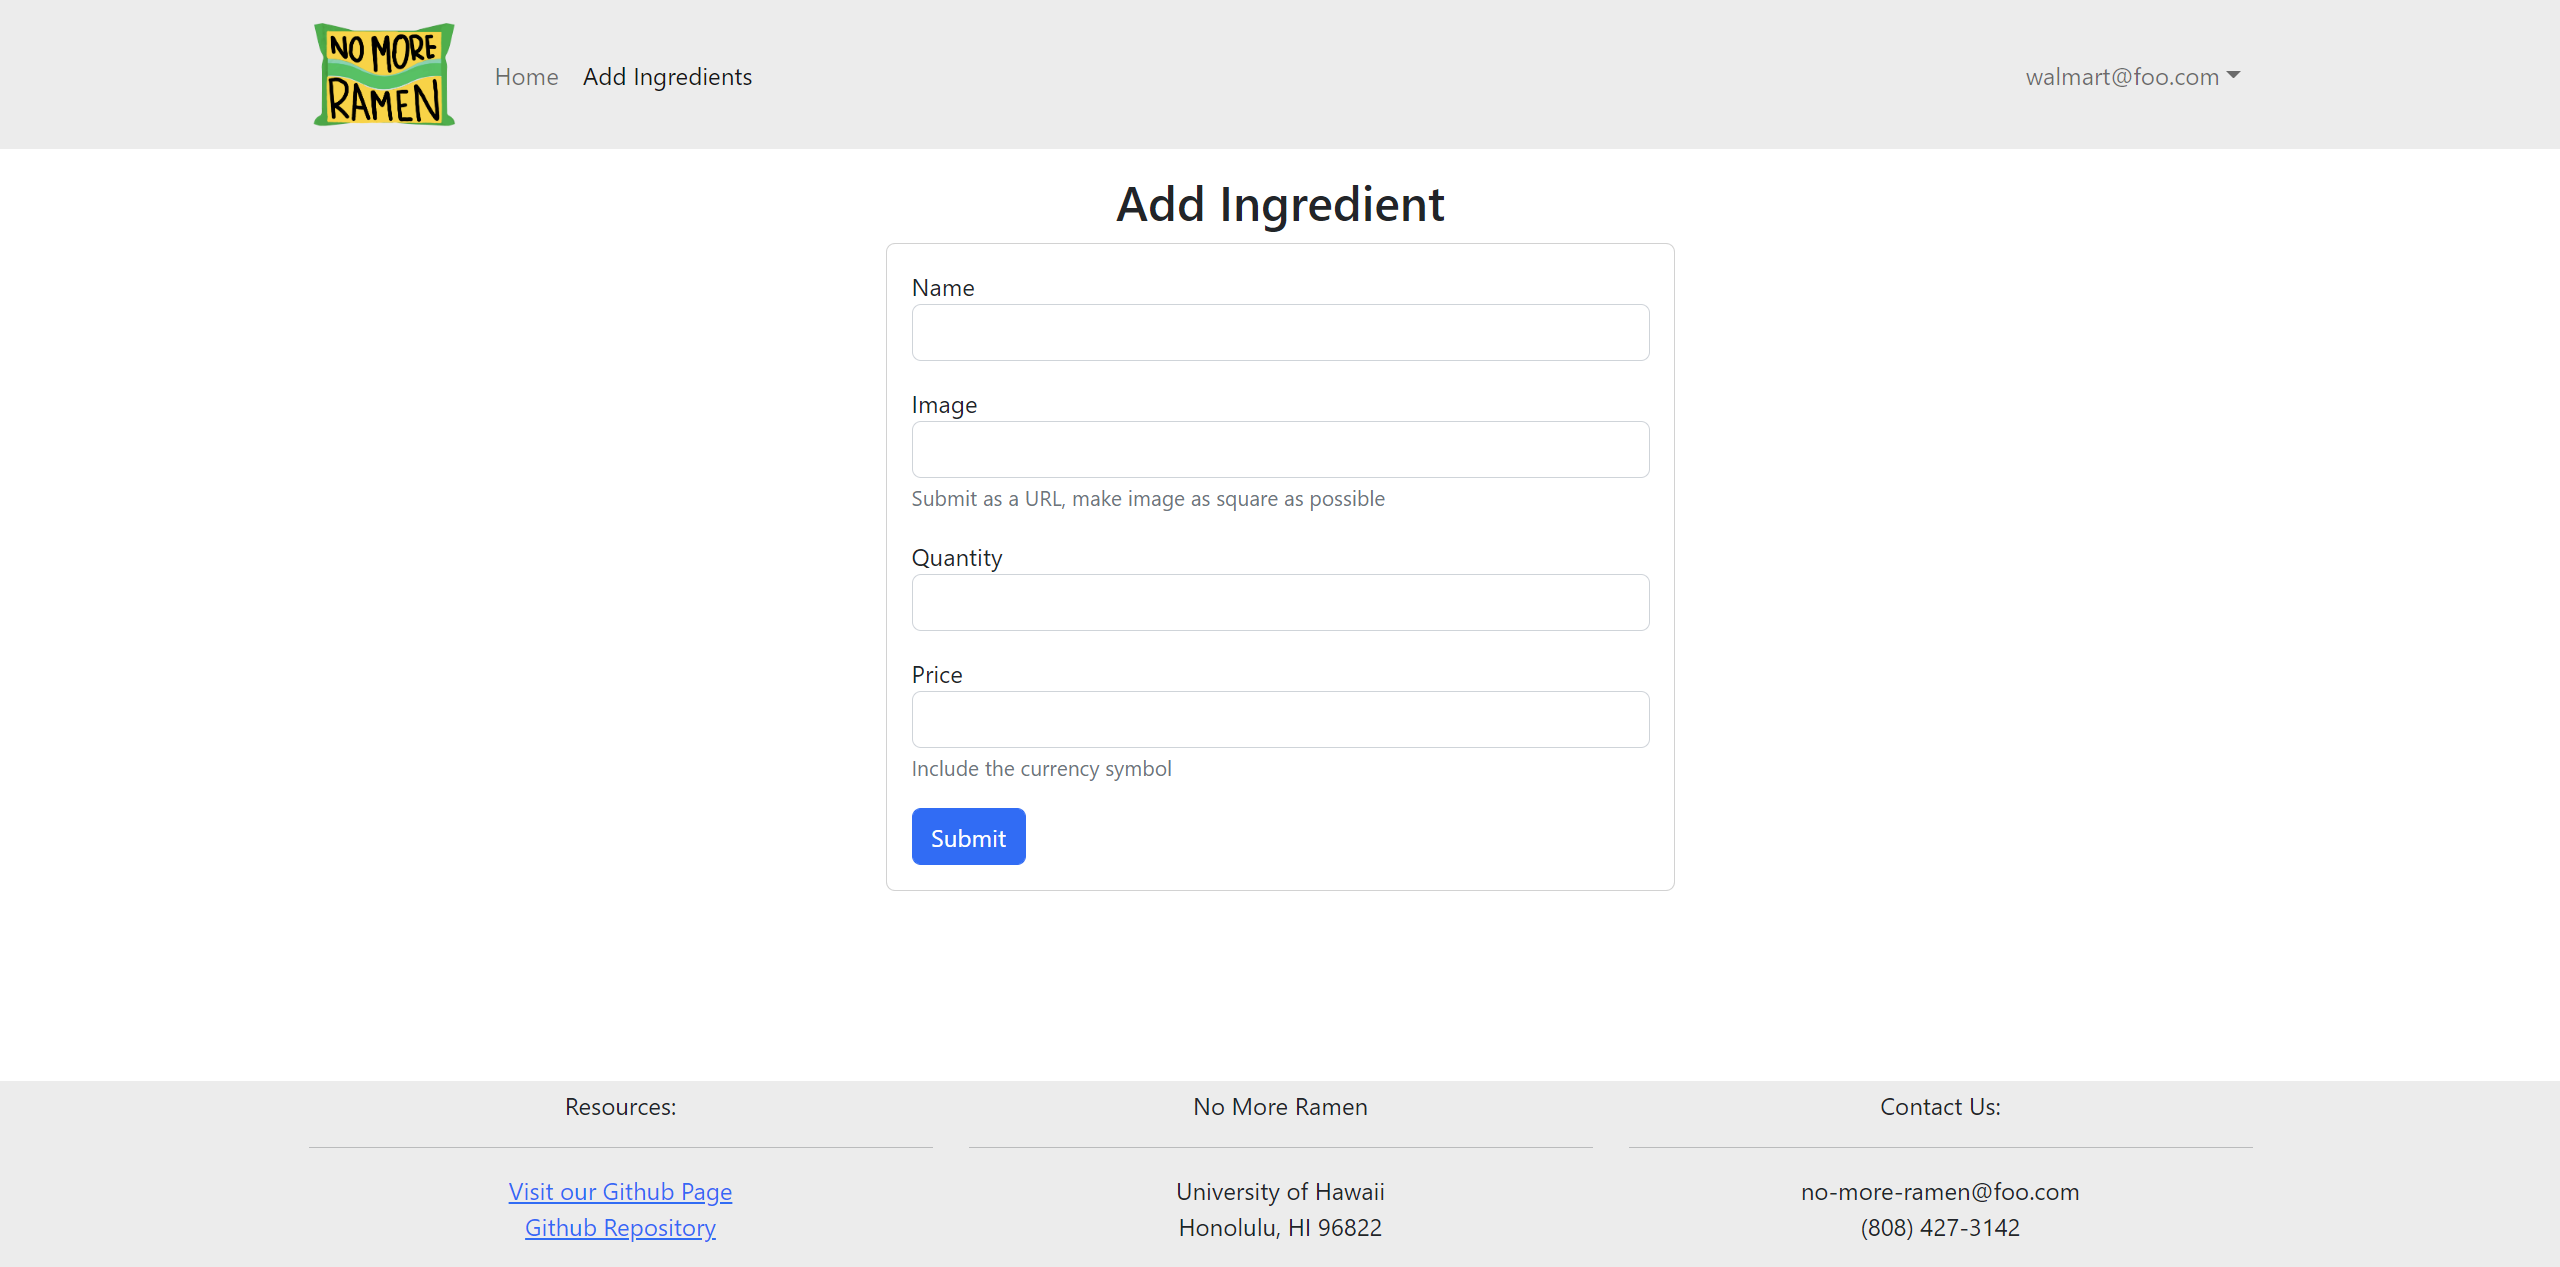 NO MORE
RAMEN
Home Add Ingredients walmart@foo.com
Add Ingredient
Name
Image
Submit as a URL, make image as square as possible
Quantity
Price
Include the currency symbol
Submit
Resources:
Visit our Github Page
Github Repository
No More Ramen
University of Hawaii
Honolulu, HI 96822
Contact Us:
no-more-ramen@foo.com
(808) 427-3142